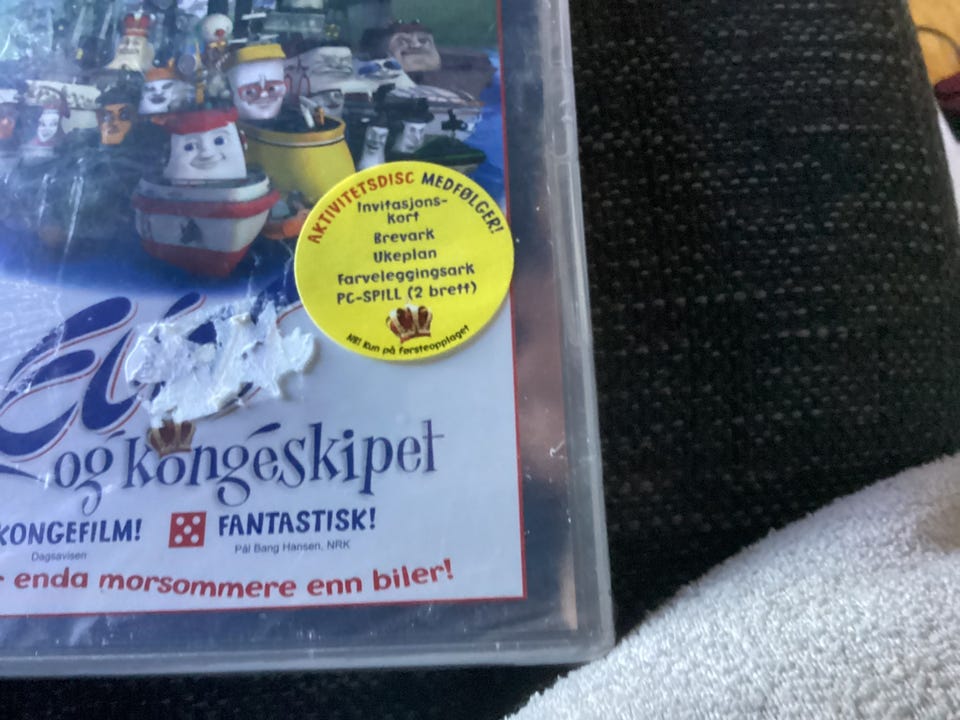 AKTIVITETSDISC MEDFØLGER!
Invitasjons-
kort
Brevark
Ukeplan
Farveleggingsark
PC-SPILL (2 brett)
NB! Kun på førsteopplaget
og kongeskipet
KONGEFILM!
Dagsavisen
FANTASTISK!
Pål Bang Hansen, NRK
enda morsommere enn biler!